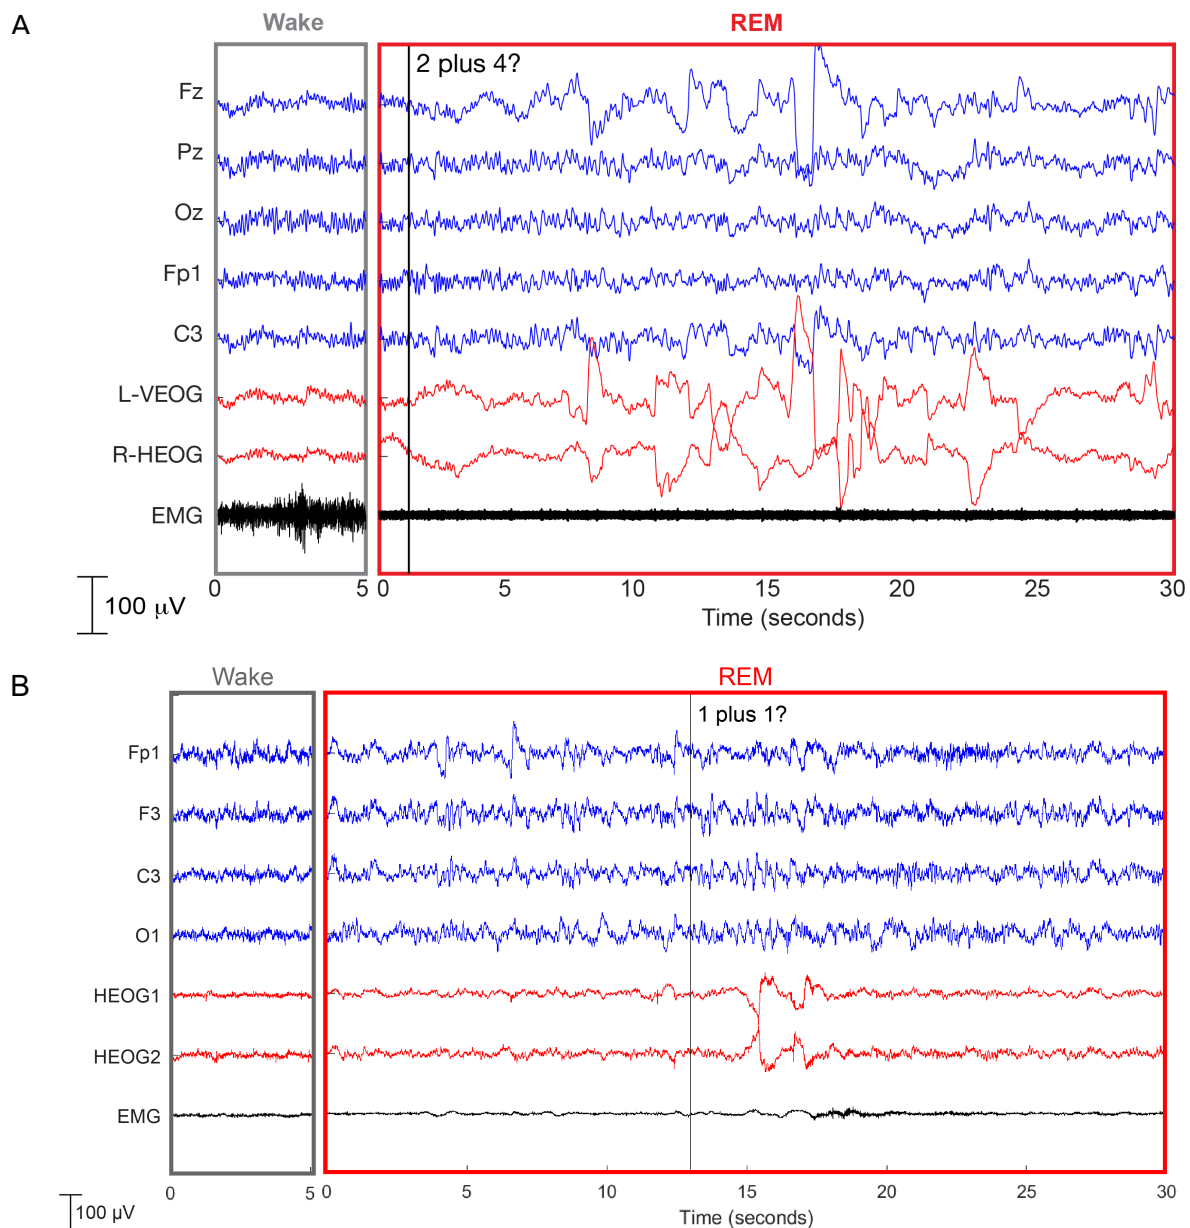 A
Wake
REM
2 plus 4?
Fz
Pz
Oz
Fp1
C3
L-VEOG
R-HEOG
EMG
0 5 0 5 10 15 20 25 30
Time (seconds)
100 μV
B
Wake
REM
1 plus 1?
Fp1
F3
C3
O1
HEOG1
HEOG2
EMG
0 5 0 5 10 15 20 25 30
Time (seconds)
100 μV